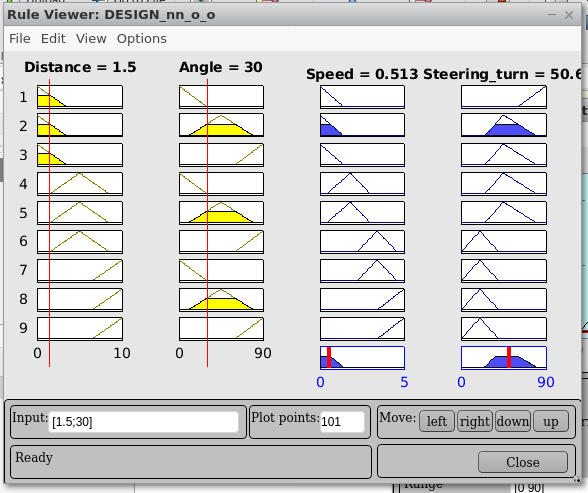 Rule Viewer: DESIGN_nn_o_o
File Edit View Options
Distance = 1.5 Angle = 30 Speed = 0.513 Steering_turn = 50.6
1
2
3
4
5
6
7
8
9
0 10 0 90
0 5 0 90
Input: [1.5;30] Plot points: 101 Move: left right down up
Ready Close
Range [0 90]